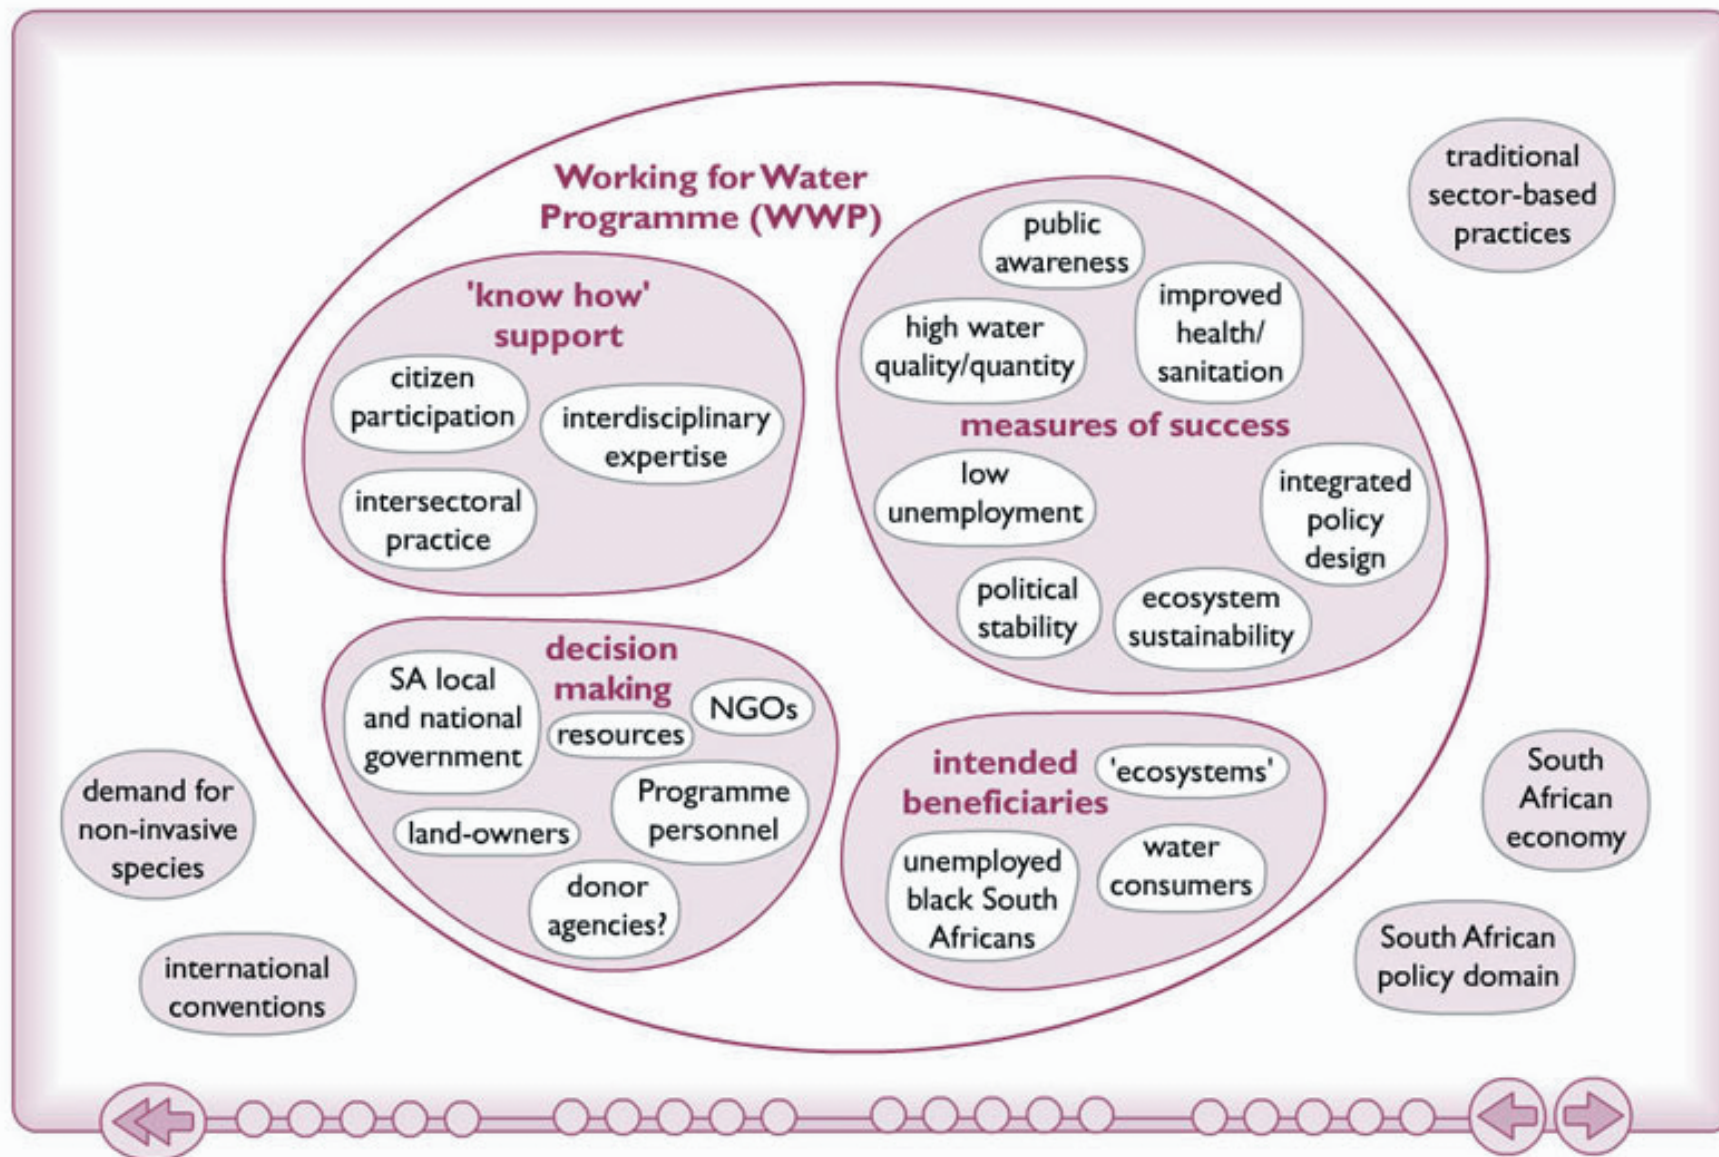 Working for Water
Programme (WWP)
'know how'
support
citizen
participation
interdisciplinary
expertise
intersectoral
practice
public
awareness
high water
quality/quantity
improved
health/
sanitation
measures of success
low
unemployment
integrated
policy
design
political
stability
ecosystem
sustainability
decision
making
SA local
and national
government
resources
NGOs
Programme
personnel
land-owners
donor
agencies?
intended
beneficiaries
'ecosystems'
unemployed
black South
Africans
water
consumers
traditional
sector-based
practices
demand for
non-invasive
species
international
conventions
South
African
economy
South African
policy domain